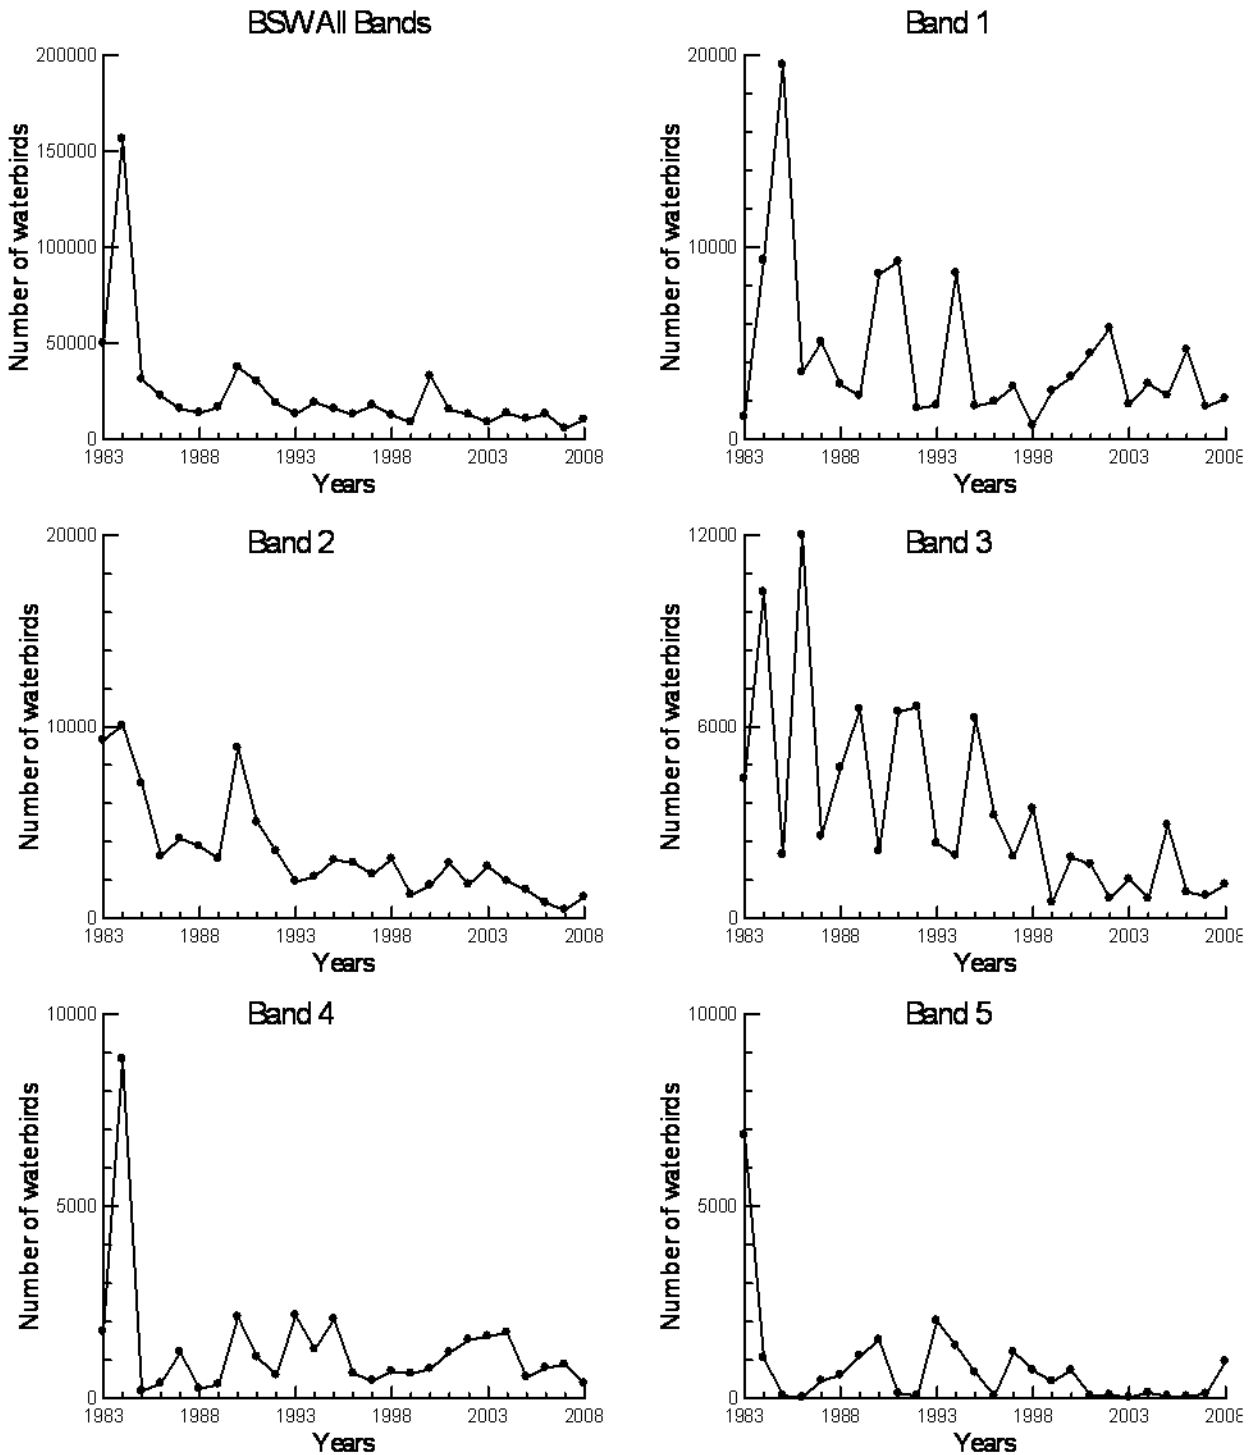 BSWAll Bands
200000
150000
100000
50000
0
Number of waterbirds
1983 1988 1993 1998 2003 2008
Years
Band 1
20000
10000
0
Number of waterbirds
1983 1988 1993 1998 2003 2008
Years
Band 2
20000
10000
0
Number of waterbirds
1983 1988 1993 1998 2003 2008
Years
Band 3
12000
6000
0
Number of waterbirds
1983 1988 1993 1998 2003 2008
Years
Band 4
10000
5000
0
Number of waterbirds
1983 1988 1993 1998 2003 2008
Years
Band 5
10000
5000
0
Number of waterbirds
1983 1988 1993 1998 2003 2008
Years